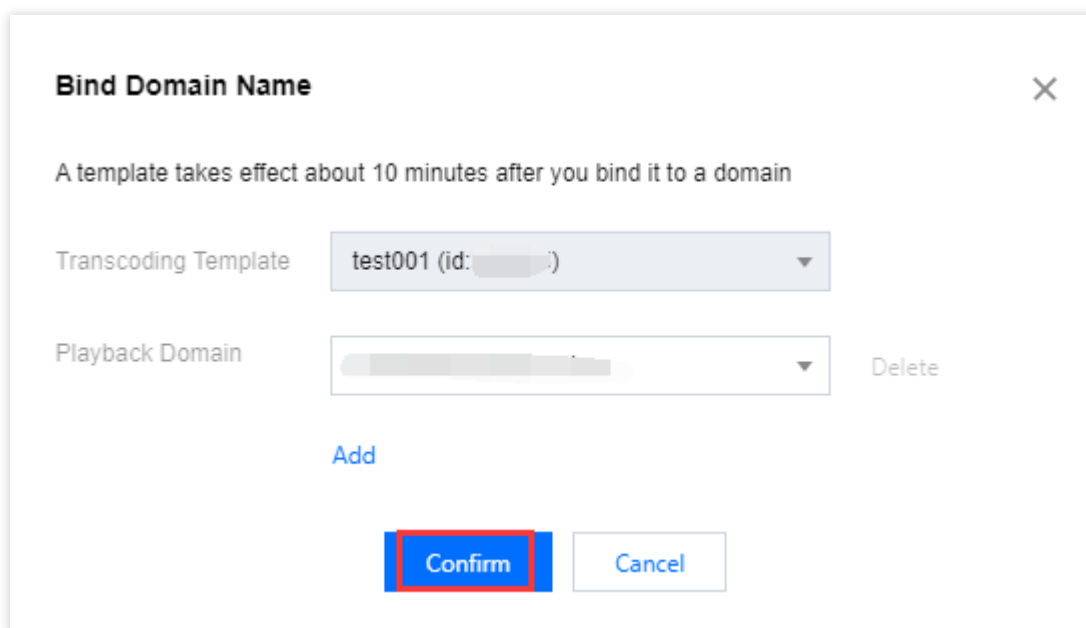 Bind Domain Name
A template takes effect about 10 minutes after you bind it to a domain
Transcoding Template
test001 (id: )
Playback Domain
Delete
Add
Confirm
Cancel